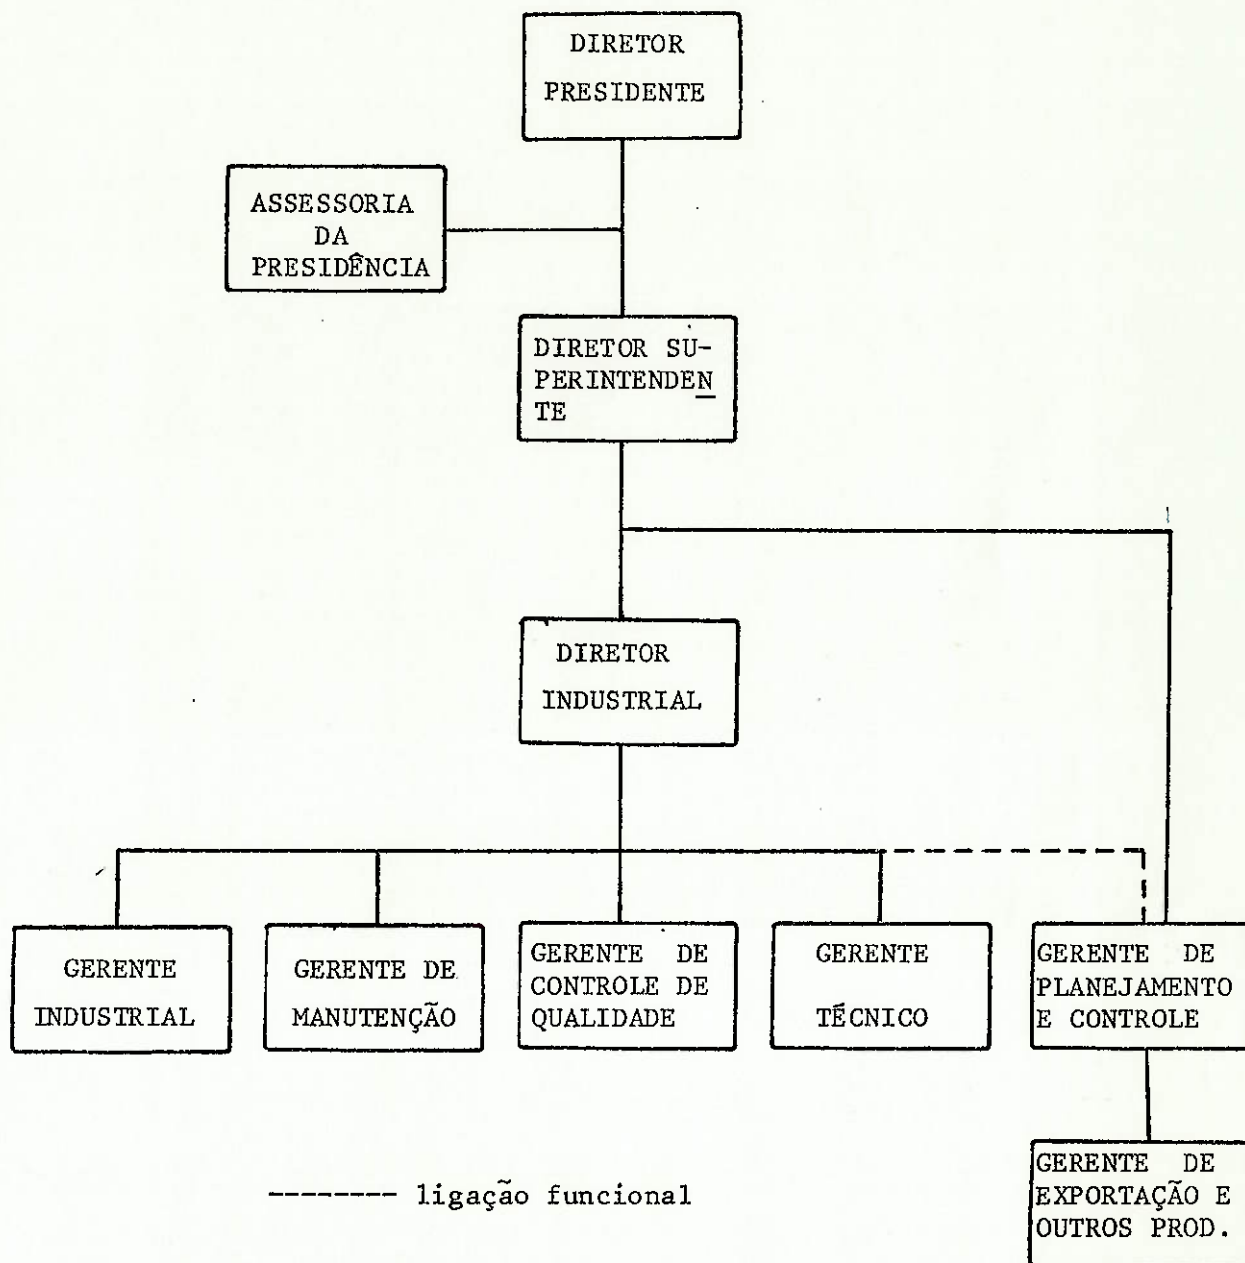 DIRETOR
PRESIDENTE
ASSESSORIA
DA
PRESIDÊNCIA
DIRETOR SU-
PERINTENDEN
TE
DIRETOR
INDUSTRIAL
GERENTE
INDUSTRIAL
GERENTE DE
MANUTENÇÃO
GERENTE DE
CONTROLE DE
QUALIDADE
GERENTE
TÉCNICO
GERENTE DE
PLANEJAMENTO
E CONTROLE
GERENTE DE
EXPORTAÇÃO E
OUTROS PROD.
-------- ligação funcional